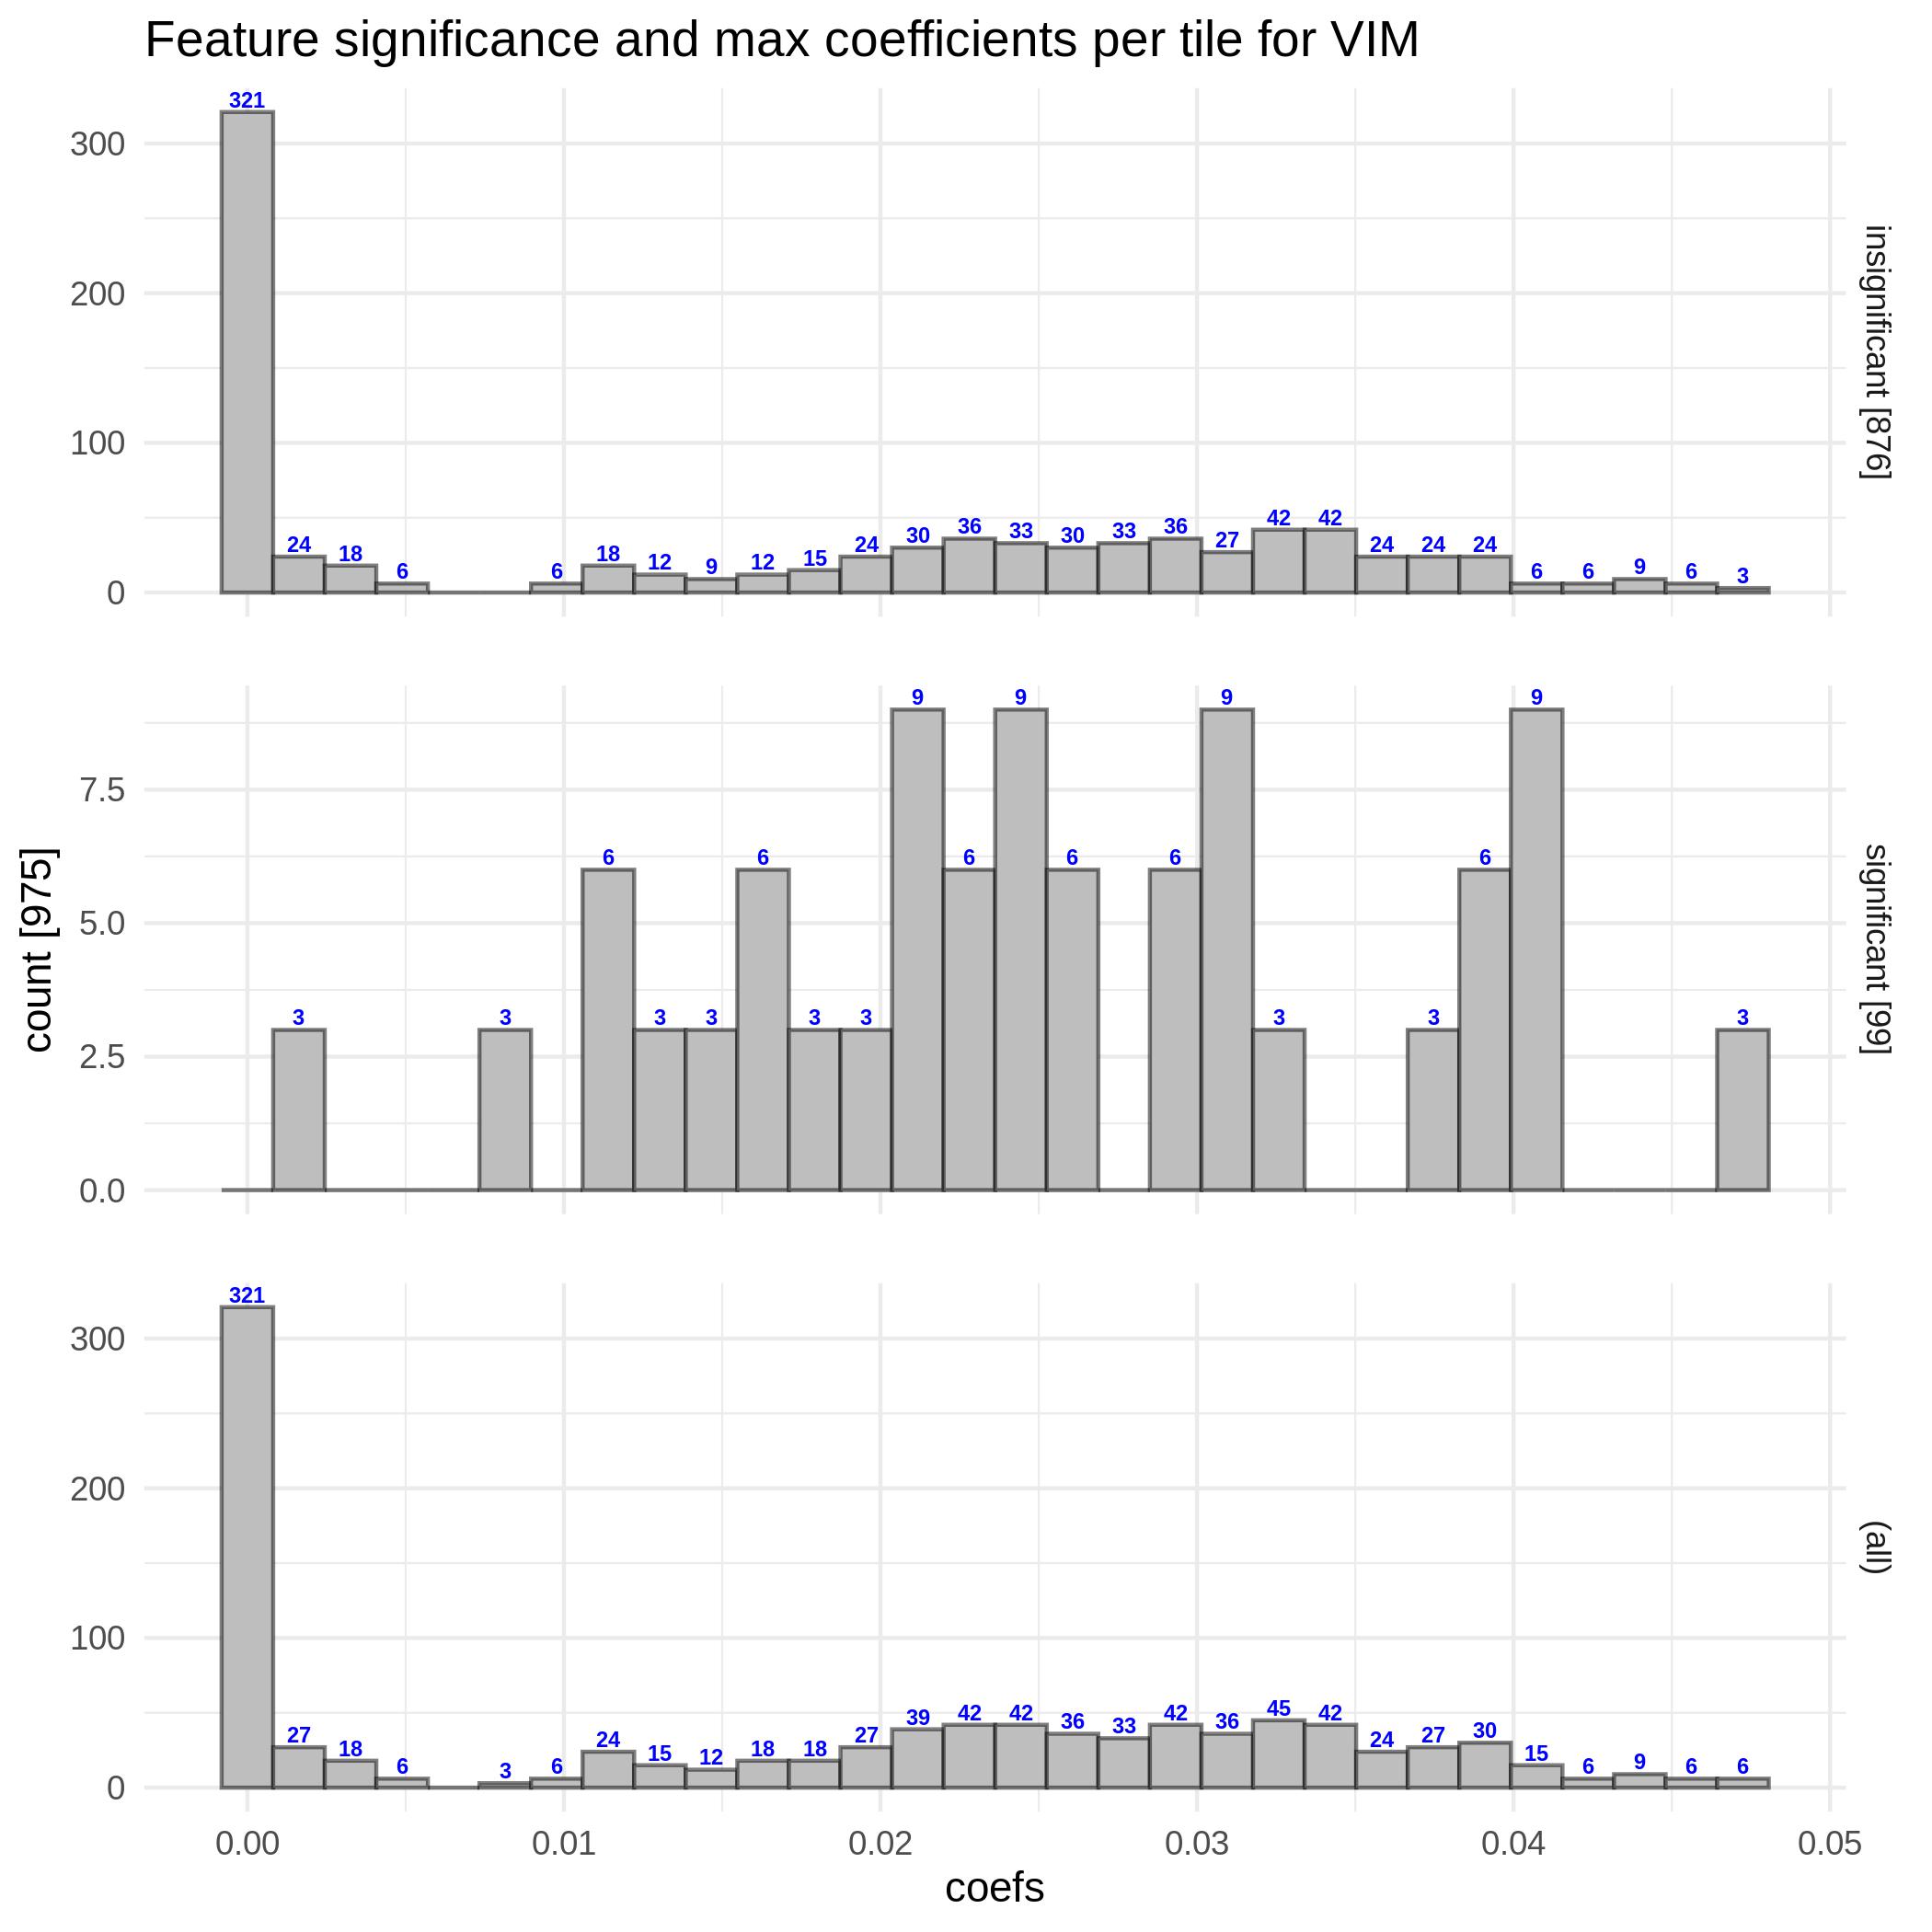 Feature significance and max coefficients per tile for VIM
321
24 18 6 6 18 12 9 12 15 24 30 36 33 30 33 36 27 42 42 24 24 24 6 6 9 6 3
300
200
100
0
insignificant [876]
9 9 9 9
6 6 6 6 6 6
3 3 3 3 3 3 3 3 3
7.5
5.0
2.5
0.0
significant [99]
count [975]
321
27 18 6 3 6 24 15 12 18 18 27 39 42 42 36 33 42 36 45 42 24 27 30 15 6 9 6 6
300
200
100
0
(all)
0.00 0.01 0.02 0.03 0.04 0.05
coefs